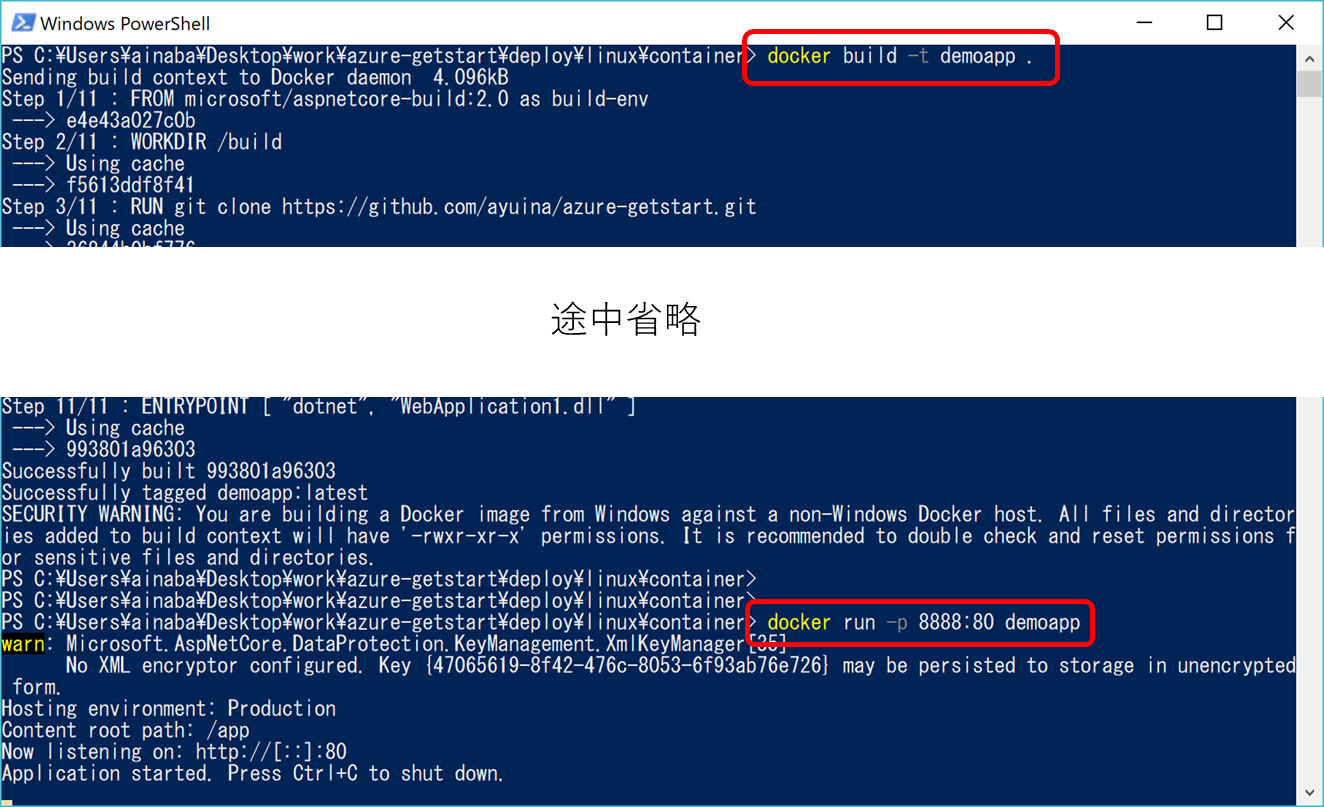 Windows PowerShell
PS C:¥Users¥ainaba¥Desktop¥work¥azure-getstart¥deploy¥linux¥container> docker build -t demoapp .
Sending build context to Docker daemon  4.096kB
Step 1/11 : FROM microsoft/aspnetcore-build:2.0 as build-env
 ---> e4e43a027c0b
Step 2/11 : WORKDIR /build
 ---> Using cache
 ---> f5613ddf8f41
Step 3/11 : RUN git clone https://github.com/ayuina/azure-getstart.git
 ---> Using cache
途中省略
Step 11/11 : ENTRYPOINT [ "dotnet", "WebApplication1.dll" ]
 ---> Using cache
 ---> 993801a96303
Successfully built 993801a96303
Successfully tagged demoapp:latest
SECURITY WARNING: You are building a Docker image from Windows against a non-Windows Docker host. All files and director
ies added to build context will have '-rwxr-xr-x' permissions. It is recommended to double check and reset permissions f
or sensitive files and directories.
PS C:¥Users¥ainaba¥Desktop¥work¥azure-getstart¥deploy¥linux¥container>
PS C:¥Users¥ainaba¥Desktop¥work¥azure-getstart¥deploy¥linux¥container>
PS C:¥Users¥ainaba¥Desktop¥work¥azure-getstart¥deploy¥linux¥container> docker run -p 8888:80 demoapp
warn: Microsoft.AspNetCore.DataProtection.KeyManagement.XmlKeyManager[35]
      No XML encryptor configured. Key {47065619-8f42-476c-8053-6f93ab76e726} may be persisted to storage in unencrypted
 form.
Hosting environment: Production
Content root path: /app
Now listening on: http://[::]:80
Application started. Press Ctrl+C to shut down.